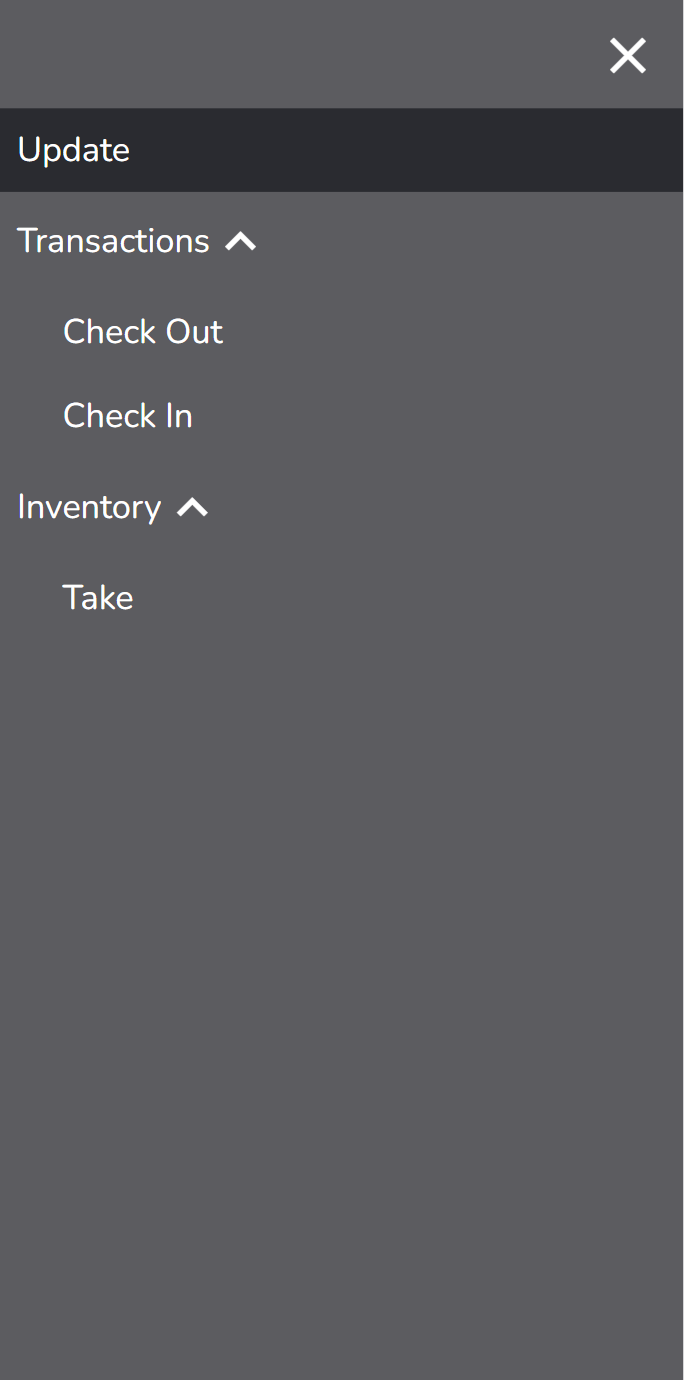 Update
Transactions
Check Out
Check In
Inventory
Take